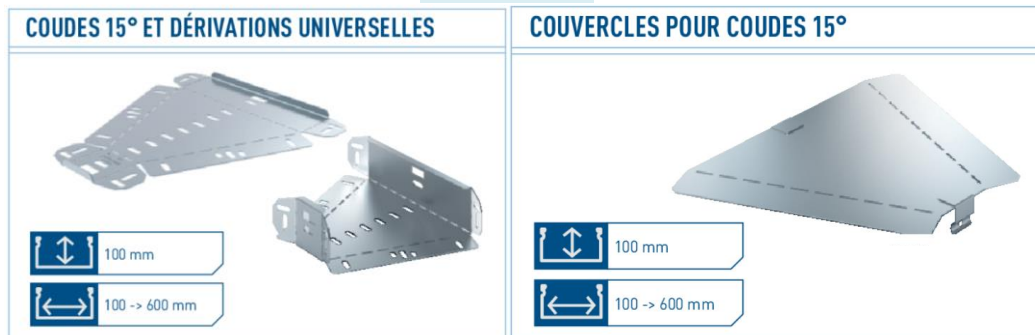 COUDES 15° ET DÉRIVATIONS UNIVERSELLES
100 mm
100 -> 600 mm
COUVERCLES POUR COUDES 15°
100 mm
100 -> 600 mm